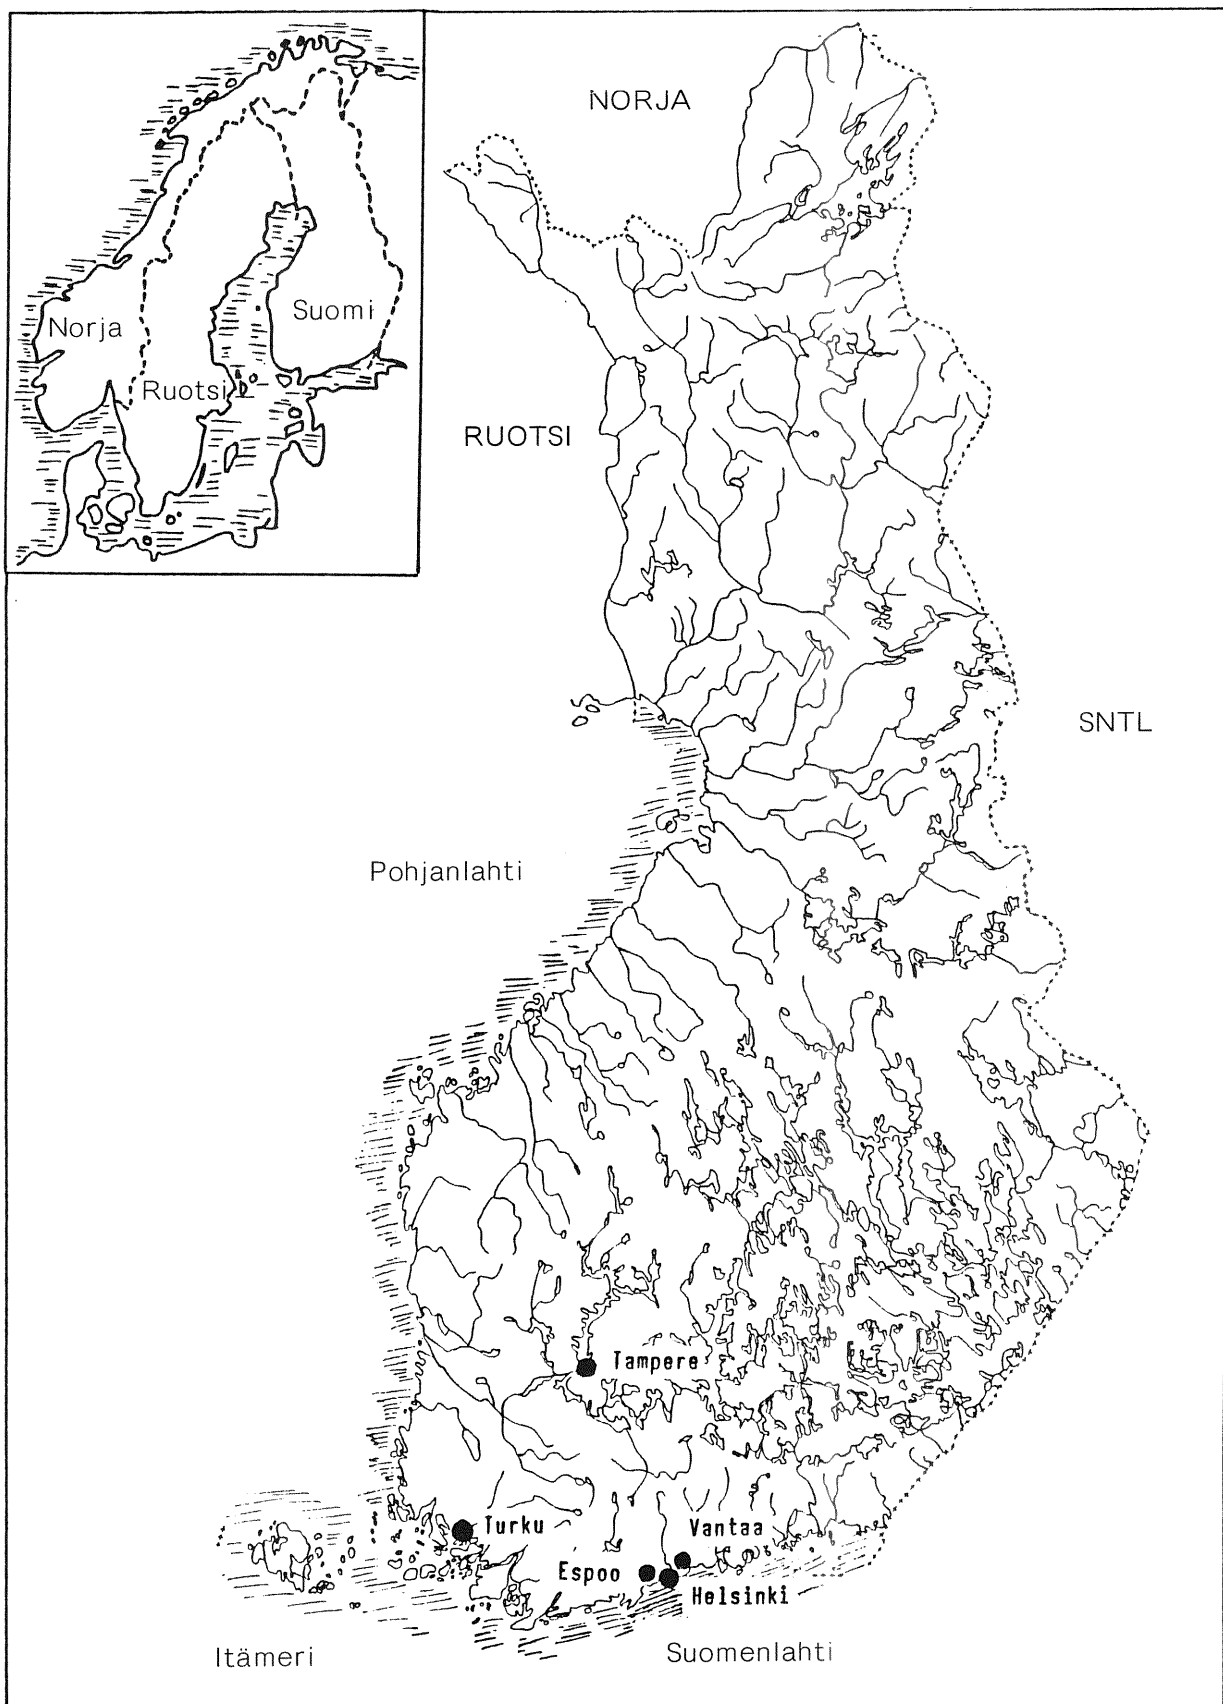 NORJA
Suomi
Norja
Ruotsi
RUOTSI
SNTL
Pohjanlahti
Tampere
Turku
Vantaa
Espoo
Helsinki
Itämeri
Suomenlahti